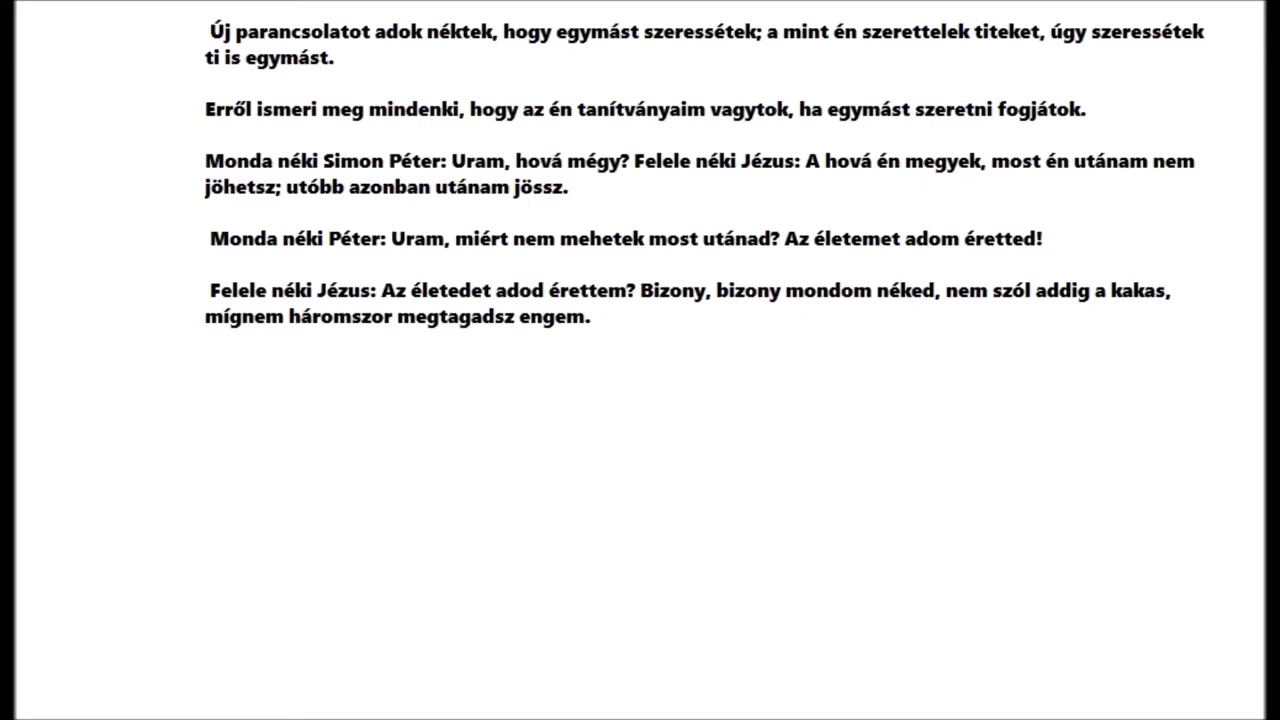 Új parancsolatot adok néktek, hogy egymást szeressétek; a mint én szerettelek titeket, úgy szeressétek
ti is egymást.
Erről ismeri meg mindenki, hogy az én tanítványaim vagytok, ha egymást szeretni fogjátok.
Monda néki Simon Péter: Uram, hová mégy? Felele néki Jézus: A hová én megyek, most én utánam nem
jöhetsz; utóbb azonban utánam jössz.
Monda néki Péter: Uram, miért nem mehetek most utánad? Az életemet adom éretted!
Felele néki Jézus: Az életedet adod érettem? Bizony, bizony mondom néked, nem szól addig a kakas,
mígnem háromszor megtagadsz engem.